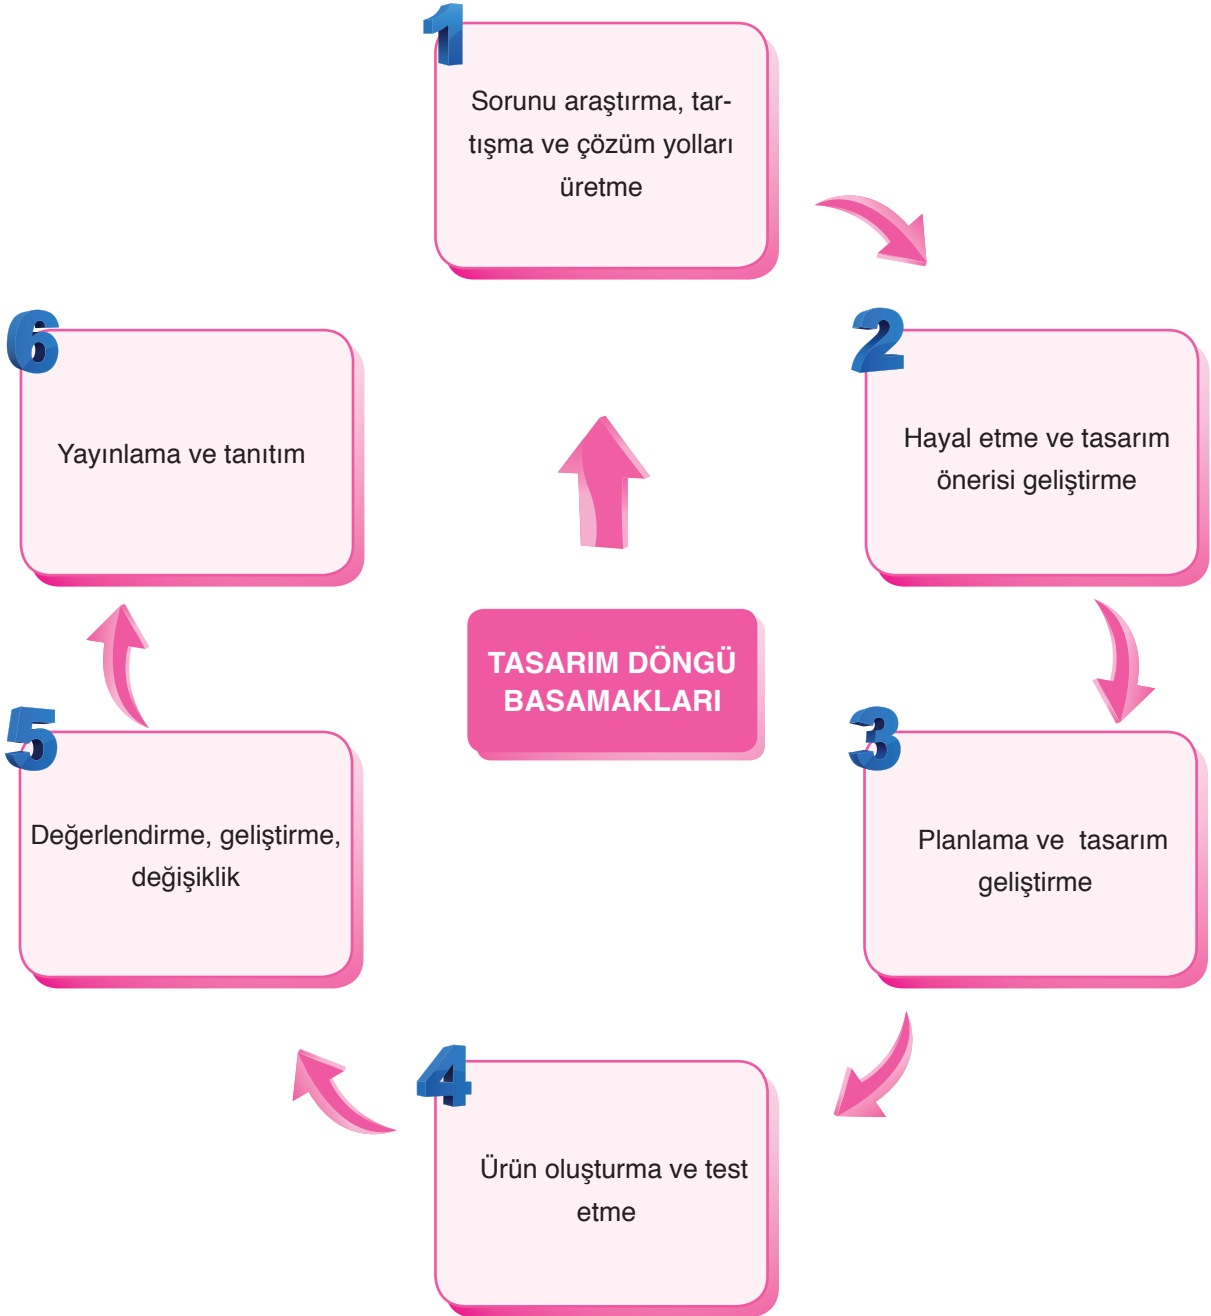 1
Sorunu araştırma, tar-
tışma ve çözüm yolları
üretme
2
Hayal etme ve tasarım
önerisi geliştirme
3
Planlama ve  tasarım
geliştirme
4
Ürün oluşturma ve test
etme
5
Değerlendirme, geliştirme,
değişiklik
6
Yayınlama ve tanıtım
TASARIM DÖNGÜ
BASAMAKLARI